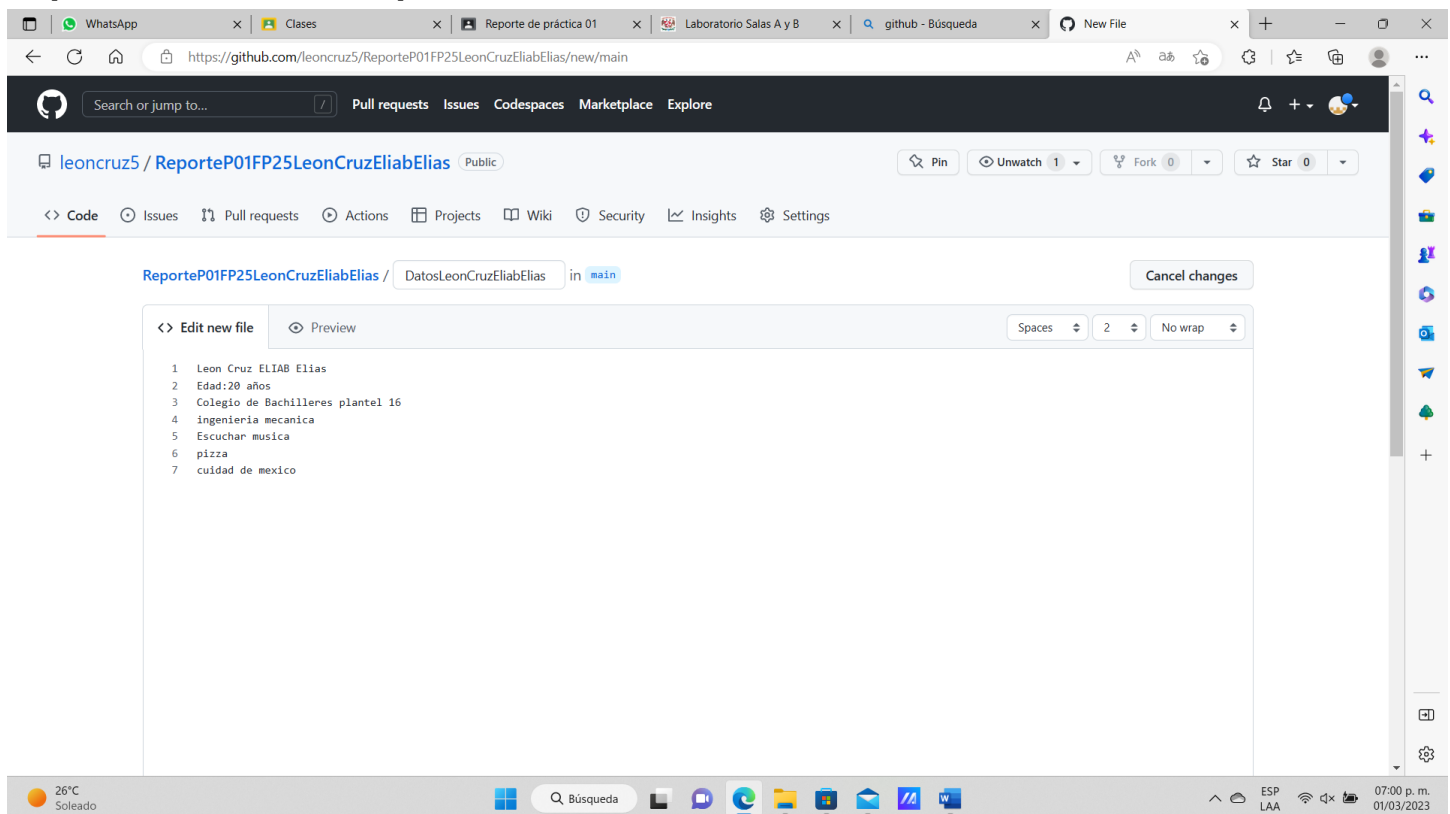 WhatsApp
Clases
Reporte de práctica 01
Laboratorio Salas A y B
github - Búsqueda
New File
https://github.com/leoncruz5/ReporteP01FP25LeonCruzEliabElias/new/main
Search or jump to... /
Pull requests Issues Codespaces Marketplace Explore
leoncruz5 / ReporteP01FP25LeonCruzEliabElias Public
Pin Unwatch 1 Fork 0 Star 0
Code Issues Pull requests Actions Projects Wiki Security Insights Settings
ReporteP01FP25LeonCruzEliabElias / DatosLeonCruzEliabElias in main Cancel changes
Edit new file Preview Spaces 2 No wrap
1 Leon Cruz ELIAB Elias
2 Edad:20 años
3 Colegio de Bachilleres plantel 16
4 ingenieria mecanica
5 Escuchar musica
6 pizza
7 cuidad de mexico
26°C
Soleado
Búsqueda
ESP
LAA
07:00 p. m.
01/03/2023